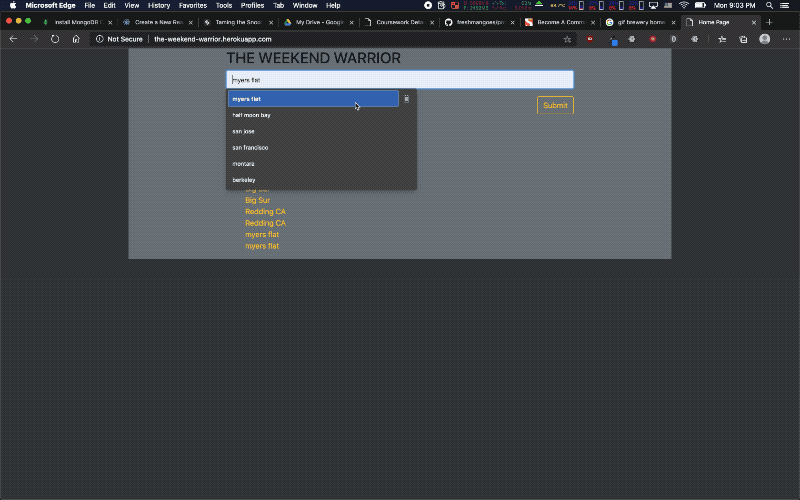 Microsoft Edge File Edit View History Favorites Tools Profiles Tab Window Help Mon 9:03 PM
Install MongoDB Create a New Rea Taming the Snoo My Drive - Google Coursework Deta freshmangoes/pr Become A Comm gif brewery home Home Page
Not Secure the-weekend-warrior.herokuapp.com
THE WEEKEND WARRIOR
myers flat
myers flat
Submit
half moon bay
san jose
san francisco
montara
berkeley
Big Sur
Big Sur
Redding CA
Redding CA
myers flat
myers flat